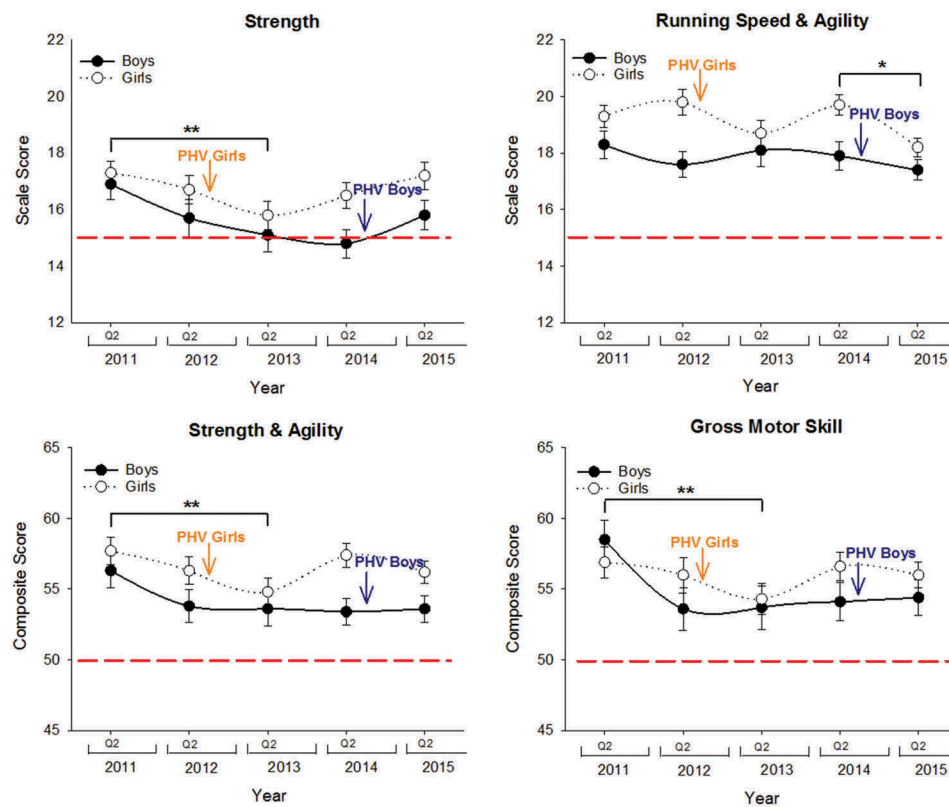 Strength
22
20
18
16
14
12
Scale Score
Boys
Girls
**
PHV Girls
PHV Boys
Q2 Q2 Q2 Q2 Q2
2011 2012 2013 2014 2015
Year
Running Speed & Agility
22
20
18
16
14
12
Scale Score
Boys
Girls
PHV Girls
*
PHV Boys
Q2 Q2 Q2 Q2 Q2
2011 2012 2013 2014 2015
Year
Strength & Agility
65
60
55
50
45
Composite Score
Boys
Girls
**
PHV Girls
PHV Boys
Q2 Q2 Q2 Q2 Q2
2011 2012 2013 2014 2015
Year
Gross Motor Skill
65
60
55
50
45
Composite Score
Boys
Girls
**
PHV Girls
PHV Boys
Q2 Q2 Q2 Q2 Q2
2011 2012 2013 2014 2015
Year